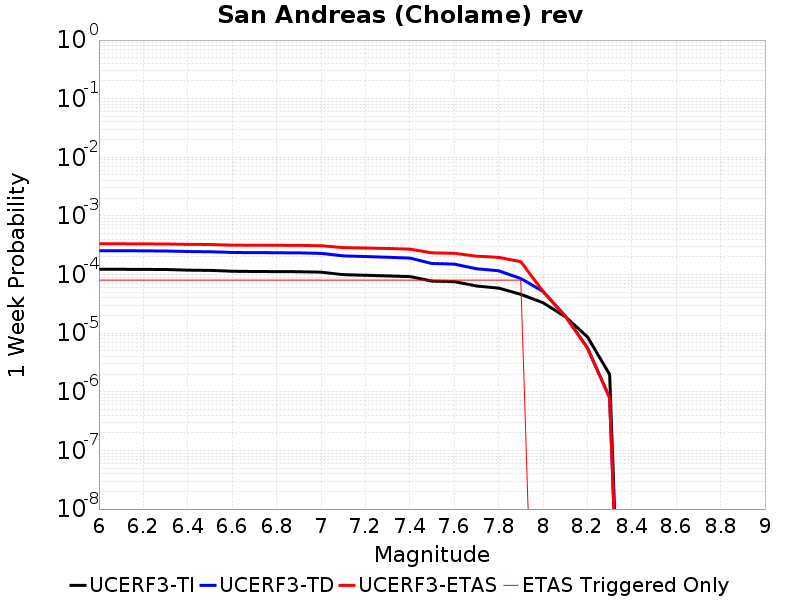 San Andreas (Cholame) rev
10^0
10^-1
10^-2
10^-3
10^-4
10^-5
10^-6
10^-7
10^-8
1 Week Probability
6 6.2 6.4 6.6 6.8 7 7.2 7.4 7.6 7.8 8 8.2 8.4 8.6 8.8 9
Magnitude
UCERF3-TI UCERF3-TD UCERF3-ETAS ETAS Triggered Only